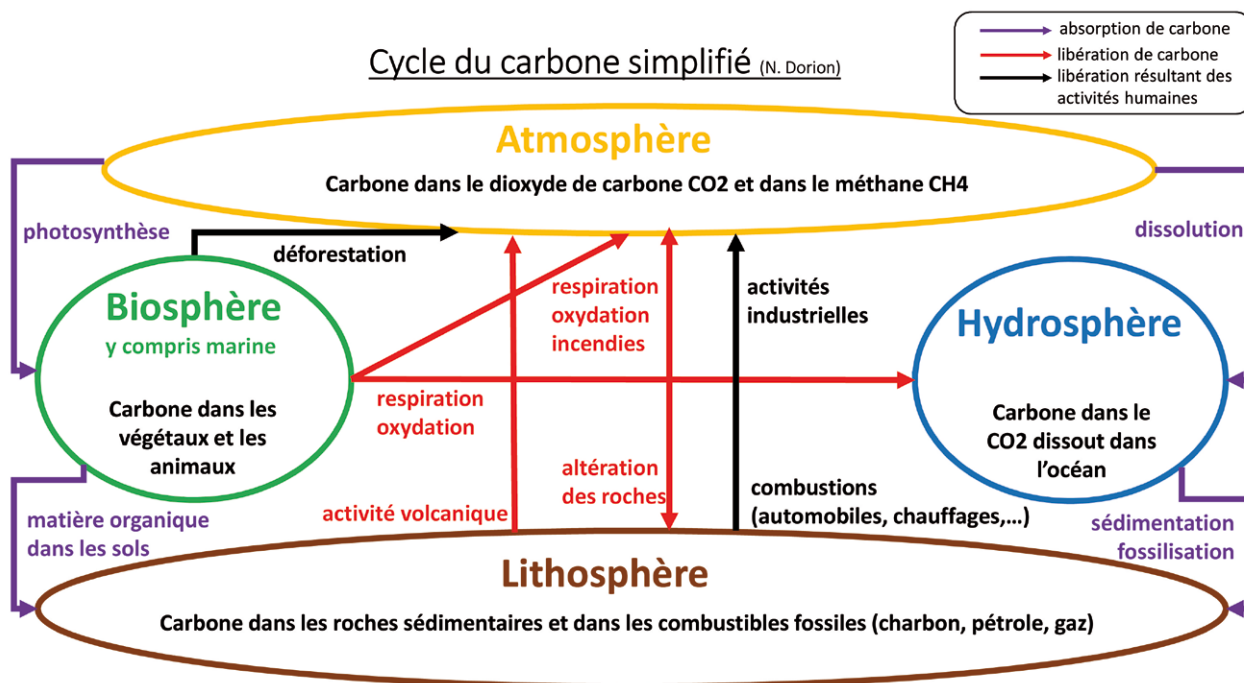 absorption de carbone
libération de carbone
libération résultant des
activités humaines
Cycle du carbone simplifié (N. Dorion)
Atmosphère
Carbone dans le dioxyde de carbone CO2 et dans le méthane CH4
photosynthèse
déforestation
dissolution
Biosphère
y compris marine
Carbone dans les
végétaux et les
animaux
respiration
oxydation
incendies
activités
industrielles
Hydrosphère
Carbone dans le
CO2 dissout dans
l'océan
respiration
oxydation
matière organique
dans les sols
activité volcanique
altération
des roches
combustions
(automobiles, chauffages,...)
sédimentation
fossilisation
Lithosphère
Carbone dans les roches sédimentaires et dans les combustibles fossiles (charbon, pétrole, gaz)